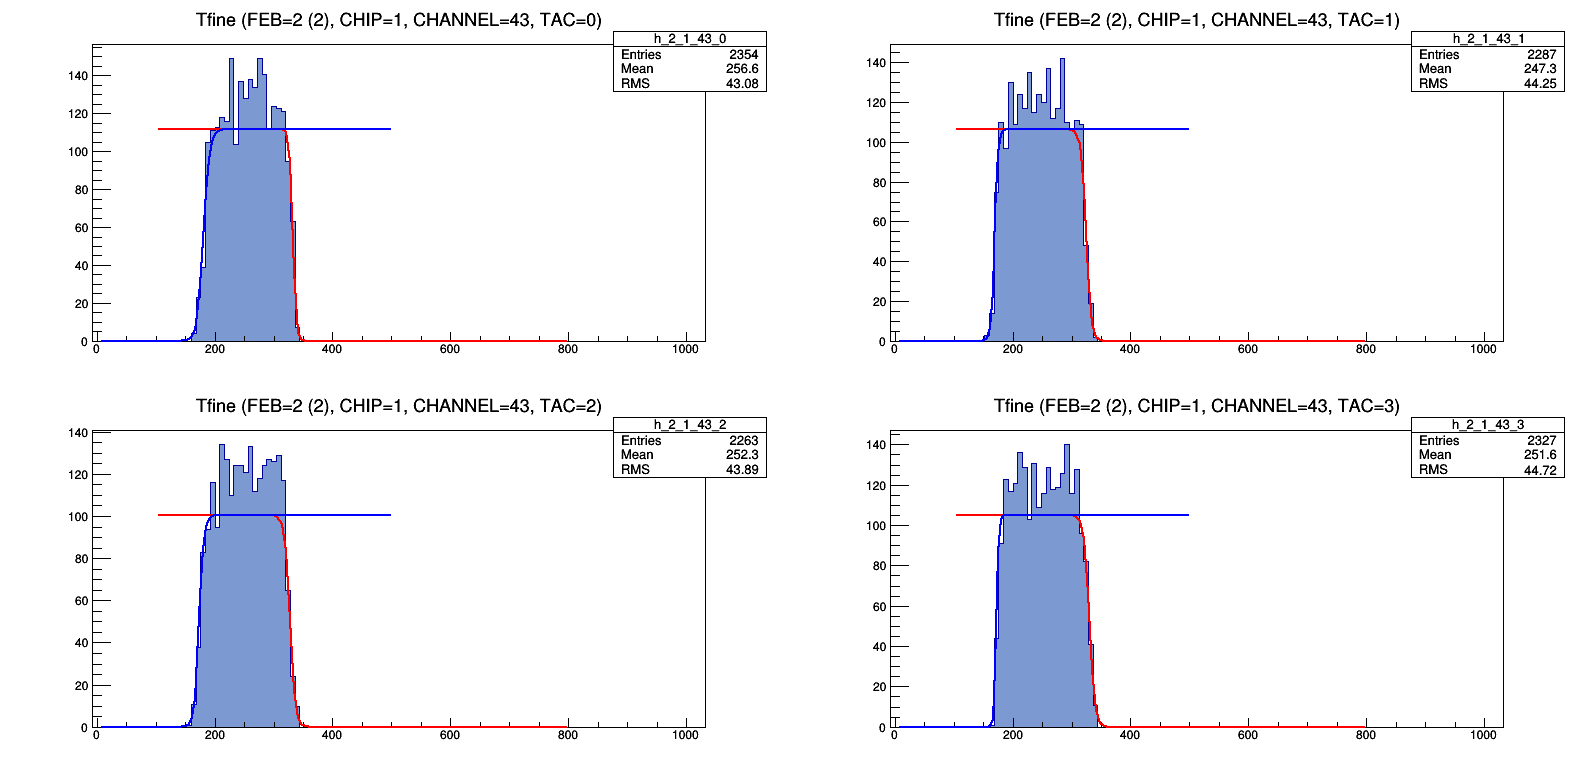 Tfine (FEB=2 (2), CHIP=1, CHANNEL=43, TAC=0)
h_2_1_43_0
Entries 2354
Mean 256.6
RMS 43.08
140
120
100
80
60
40
20
0
0 200 400 600 800 1000
Tfine (FEB=2 (2), CHIP=1, CHANNEL=43, TAC=1)
h_2_1_43_1
Entries 2287
Mean 247.3
RMS 44.25
140
120
100
80
60
40
20
0
0 200 400 600 800 1000
Tfine (FEB=2 (2), CHIP=1, CHANNEL=43, TAC=2)
h_2_1_43_2
Entries 2263
Mean 252.3
RMS 43.89
140
120
100
80
60
40
20
0
0 200 400 600 800 1000
Tfine (FEB=2 (2), CHIP=1, CHANNEL=43, TAC=3)
h_2_1_43_3
Entries 2327
Mean 251.6
RMS 44.72
140
120
100
80
60
40
20
0
0 200 400 600 800 1000